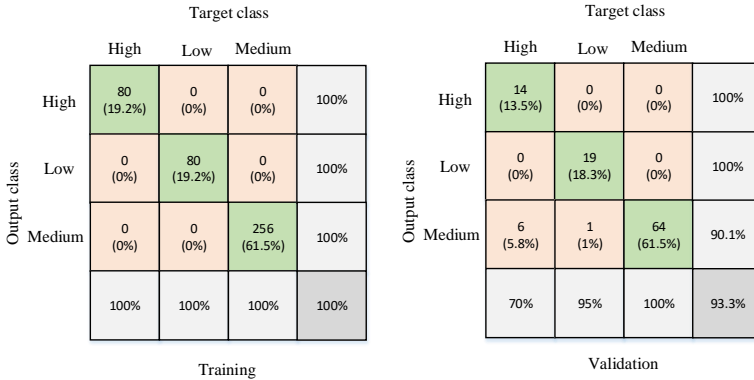 Target class
High Low Medium
Output class
High 80 (19.2%) 0 (0%) 0 (0%) 100%
Low 0 (0%) 80 (19.2%) 0 (0%) 100%
Medium 0 (0%) 0 (0%) 256 (61.5%) 100%
100% 100% 100% 100%
Training
Target class
High Low Medium
Output class
High 14 (13.5%) 0 (0%) 0 (0%) 100%
Low 0 (0%) 19 (18.3%) 0 (0%) 100%
Medium 6 (5.8%) 1 (1%) 64 (61.5%) 90.1%
70% 95% 100% 93.3%
Validation